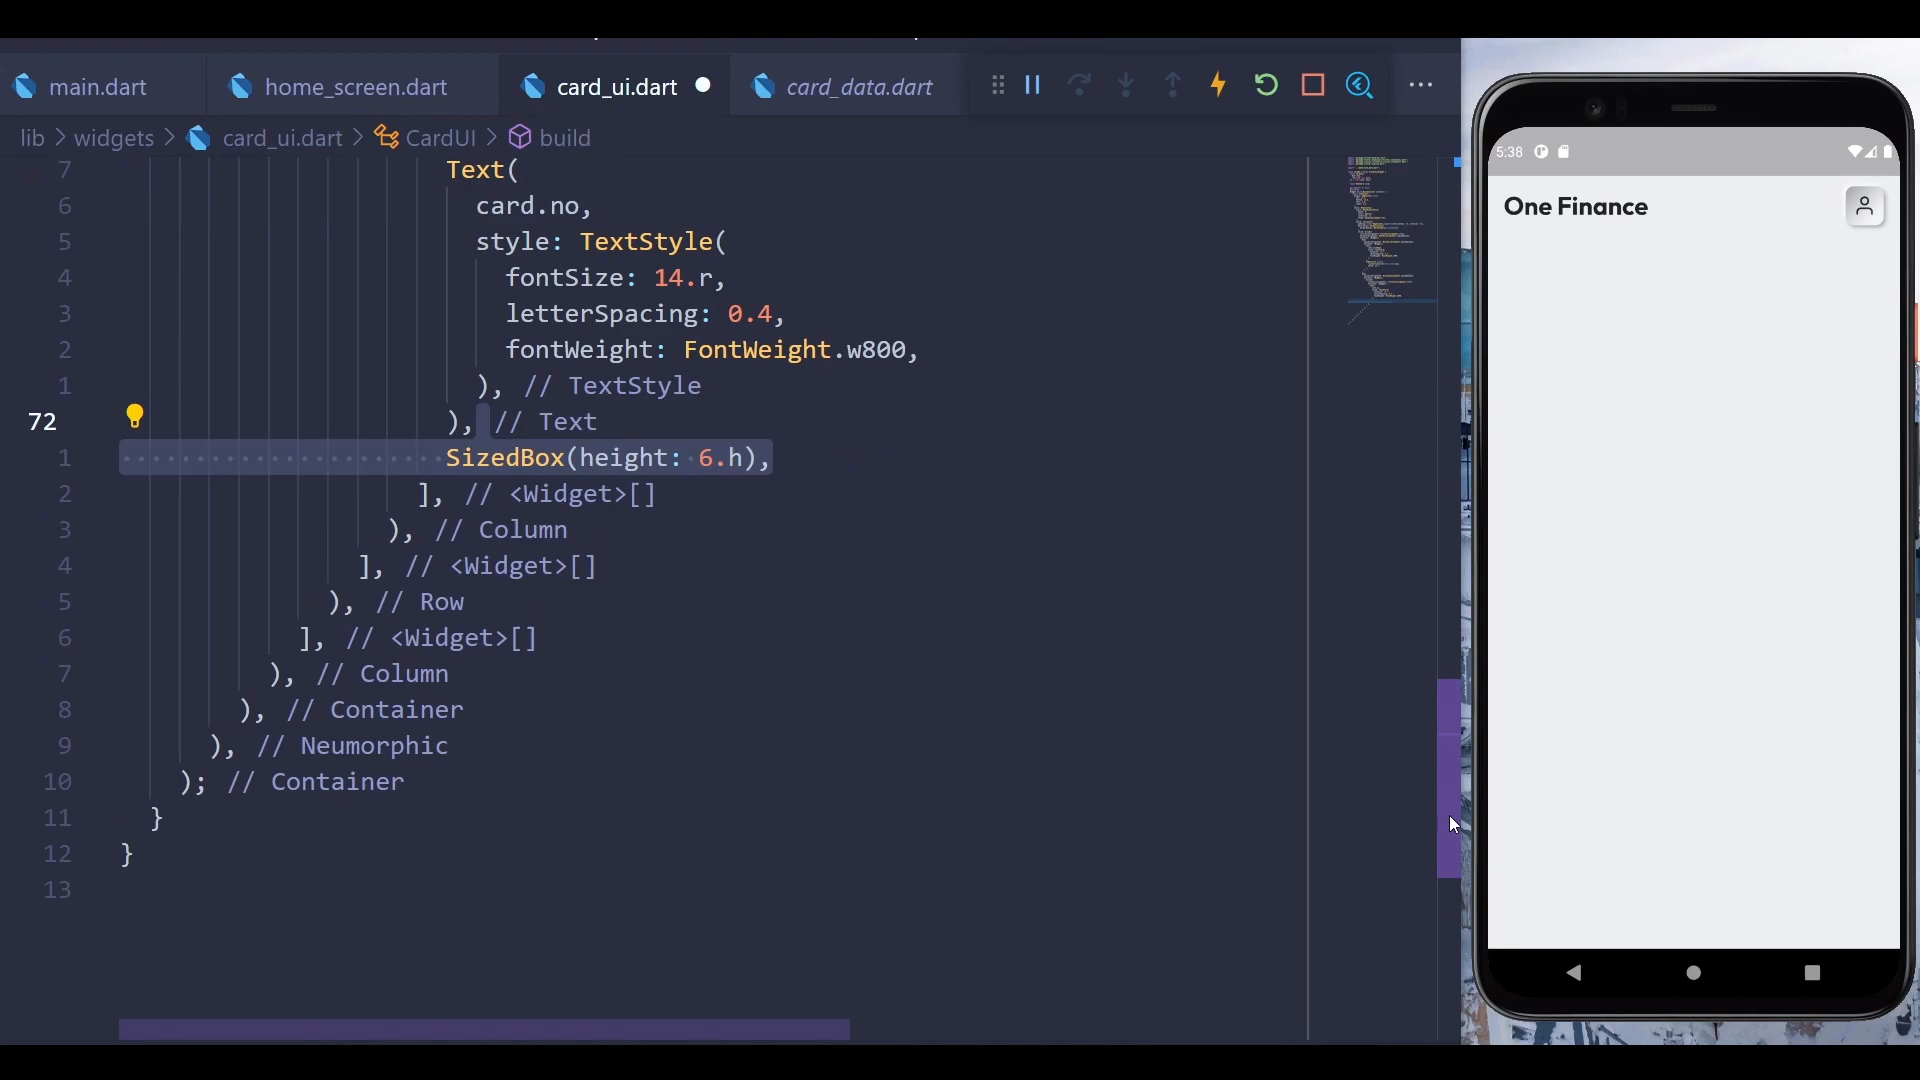 main.dart
home_screen.dart
card_ui.dart
card_data.dart
lib > widgets > card_ui.dart > CardUI > build
7 Text(
6 card.no,
5 style: TextStyle(
4 fontSize: 14.r,
3 letterSpacing: 0.4,
2 fontWeight: FontWeight.w800,
1 ), // TextStyle
72 ), // Text
1 SizedBox(height: 6.h),
2 ], // <Widget>[]
3 ), // Column
4 ], // <Widget>[]
5 ), // Row
6 ], // <Widget>[]
7 ), // Column
8 ), // Container
9 ), // Neumorphic
10 ); // Container
11 }
12 }
13
5:38
One Finance